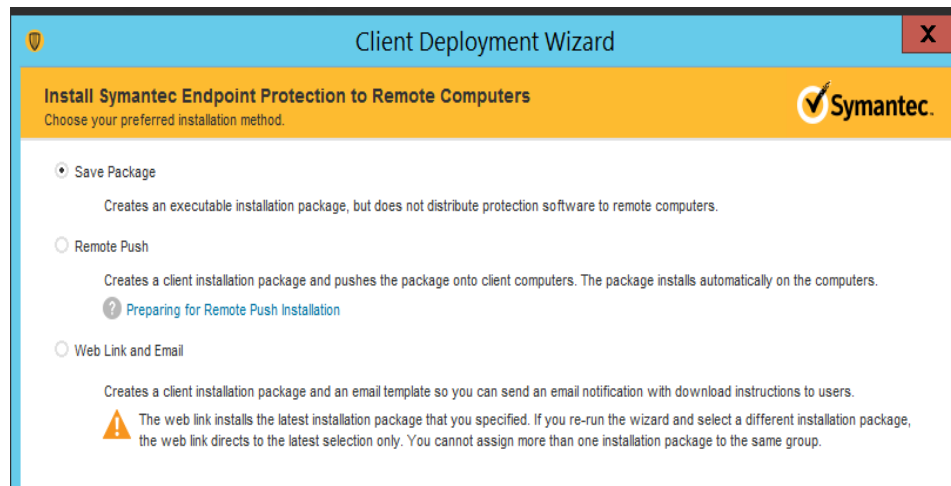 Client Deployment Wizard
X
Install Symantec Endpoint Protection to Remote Computers
Choose your preferred installation method.
Symantec.
Save Package
Creates an executable installation package, but does not distribute protection software to remote computers.
Remote Push
Creates a client installation package and pushes the package onto client computers. The package installs automatically on the computers.
? Preparing for Remote Push Installation
Web Link and Email
Creates a client installation package and an email template so you can send an email notification with download instructions to users.
The web link installs the latest installation package that you specified. If you re-run the wizard and select a different installation package,
the web link directs to the latest selection only. You cannot assign more than one installation package to the same group.